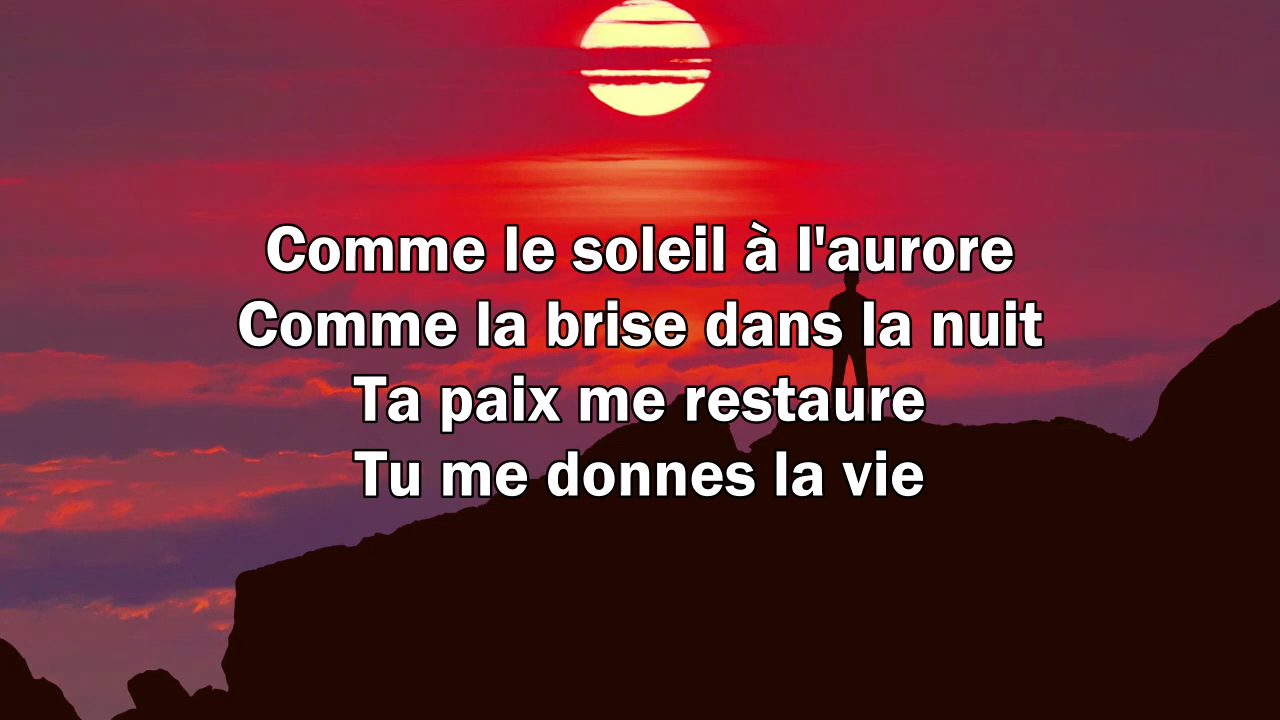 Comme le soleil à l'aurore
Comme la brise dans la nuit
Ta paix me restaure
Tu me donnes la vie